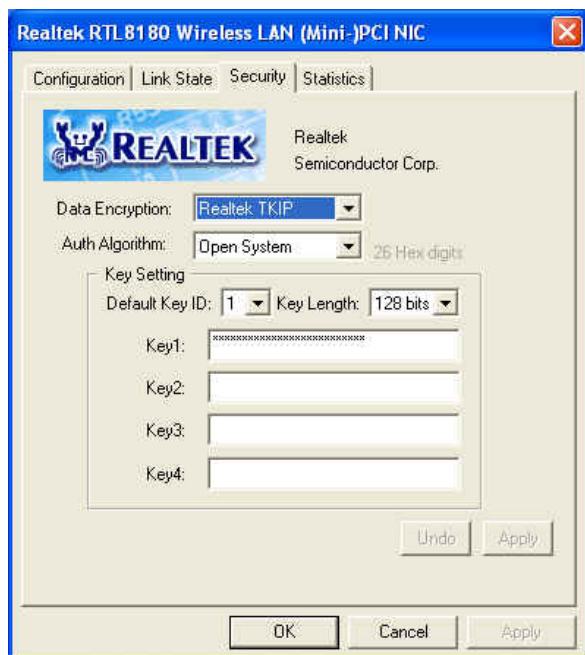 Realtek RTL8180 Wireless LAN (Mini-)PCI NIC
Configuration Link State Security Statistics
REALTEK
Realtek
Semiconductor Corp.
Data Encryption: Realtek TKIP
Auth Algorithm: Open System 26 Hex digits
Key Setting
Default Key ID: 1 Key Length: 128 bits
Key1: **************************
Key2:
Key3:
Key4:
Undo Apply
OK Cancel Apply